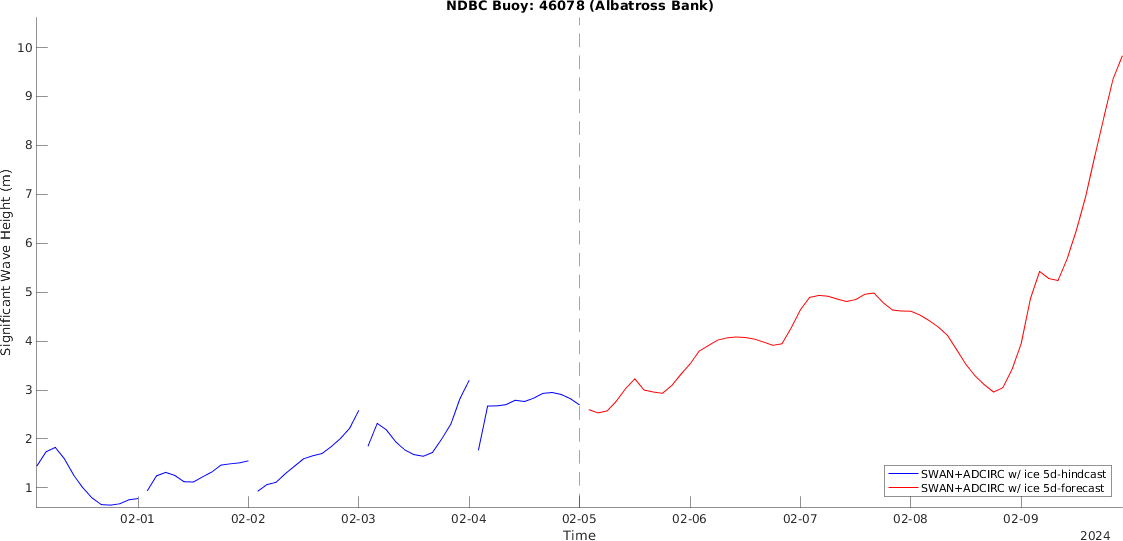 NDBC Buoy: 46078 (Albatross Bank)
Significant Wave Height (m)
10
9
8
7
6
5
4
3
2
1
02-01 02-02 02-03 02-04 02-05 02-06 02-07 02-08 02-09
Time
2024
SWAN+ADCIRC w/ ice 5d-hindcast
SWAN+ADCIRC w/ ice 5d-forecast